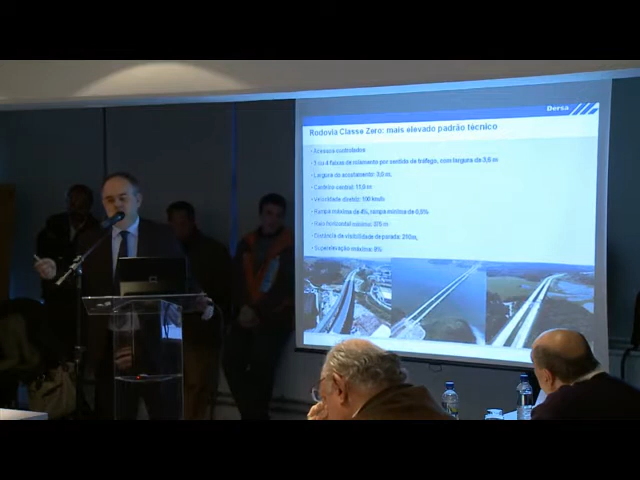 Dersa
Rodovia Classe Zero: mais elevado padrão técnico
• Acessos controlados
• 3 ou 4 faixas de rolamento por sentido de tráfego, com largura de 3,6 m
• Largura do acostamento: 3,0 m.
• Canteiro central: 11,0 m
• Velocidade diretriz: 100 km/h
• Rampa máxima de 4%, rampa mínima de 0,5%
• Raio horizontal mínimo: 375 m
• Distância de visibilidade de parada: 210m,
• Superelevação máxima: 8%